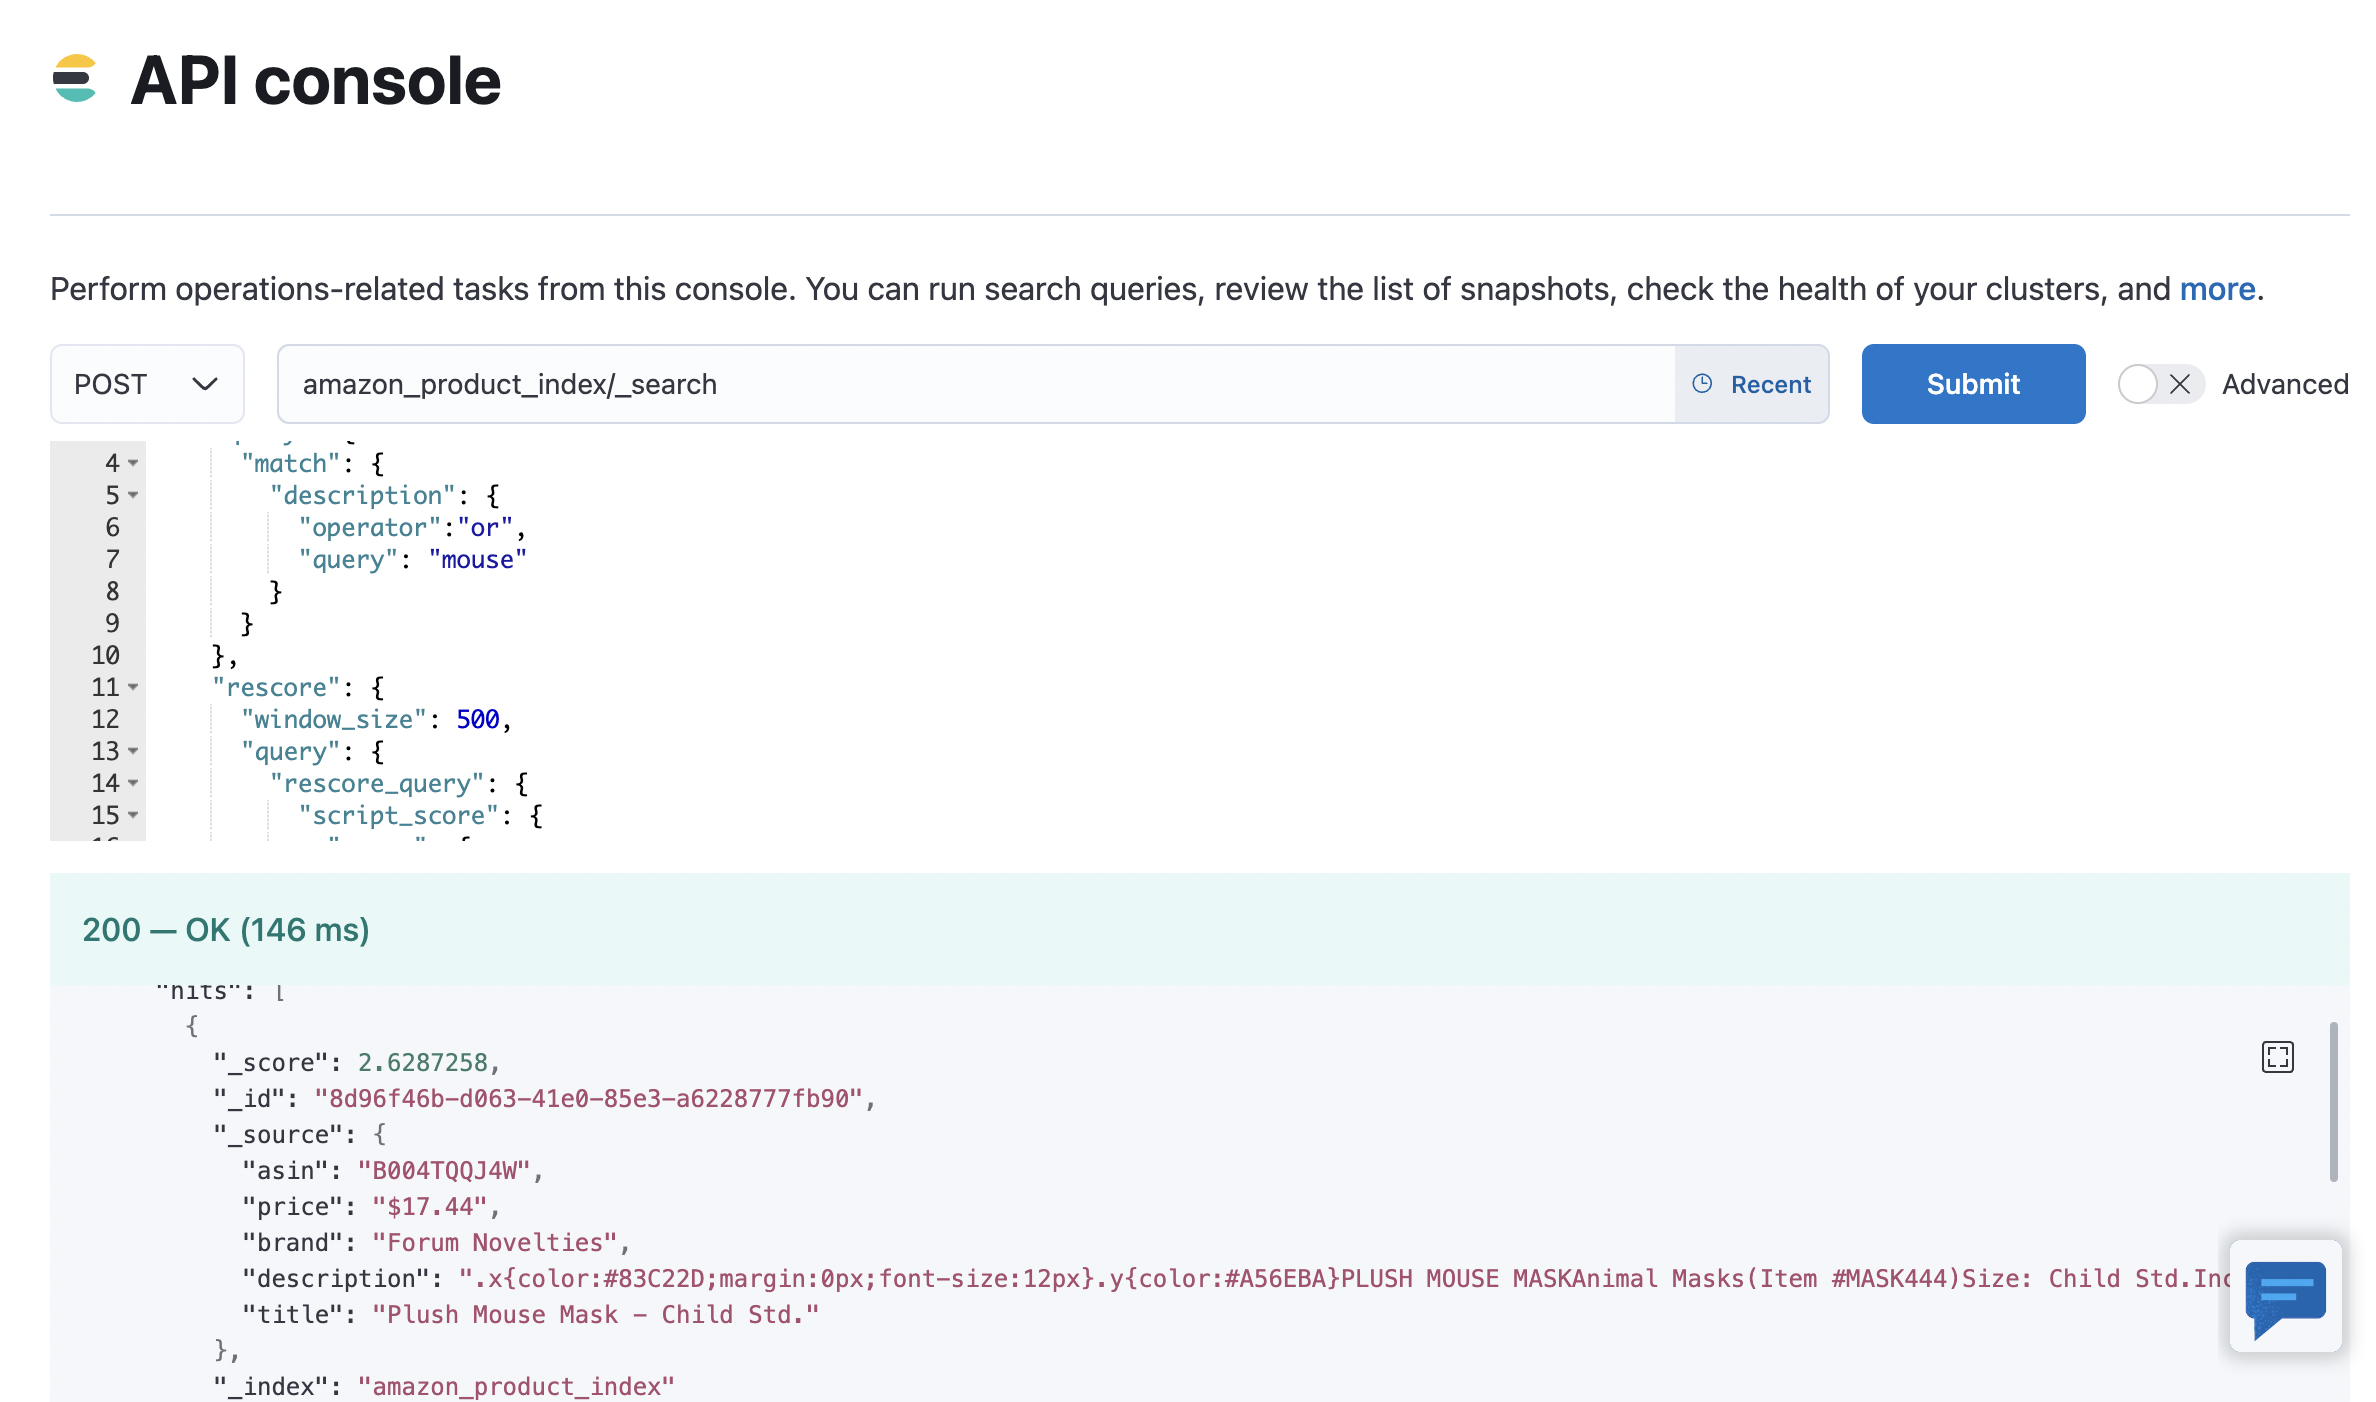 API console
Perform operations-related tasks from this console. You can run search queries, review the list of snapshots, check the health of your clusters, and more.
POST amazon_product_index/_search Recent Submit Advanced
4 "match": {
5 "description": {
6 "operator":"or",
7 "query": "mouse"
8 }
9 }
10 },
11 "rescore": {
12 "window_size": 500,
13 "query": {
14 "rescore_query": {
15 "script_score": {
200 — OK (146 ms)
"hits": [
{
"_score": 2.6287258,
"_id": "8d96f46b-d063-41e0-85e3-a6228777fb90",
"_source": {
"asin": "B004TQQJ4W",
"price": "$17.44",
"brand": "Forum Novelties",
"description": ".x{color:#83C22D;margin:0px;font-size:12px}.y{color:#A56EBA}PLUSH MOUSE MASKAnimal Masks(Item #MASK444)Size: Child Std.Inc
"title": "Plush Mouse Mask - Child Std."
},
"_index": "amazon_product_index"